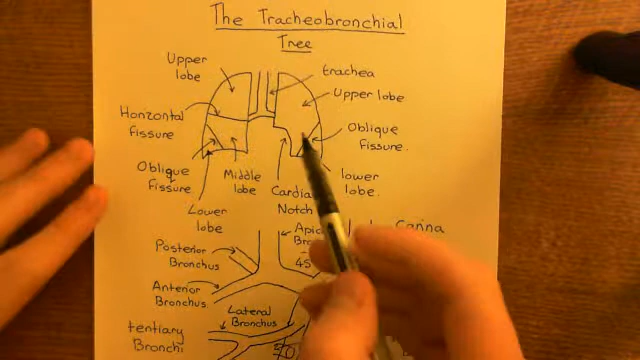 The Tracheobronchial
Tree
Upper
lobe
trachea
Upper lobe
Horizontal
fissure
Oblique
Fissure.
Oblique
fissure
Middle
lobe
Cardiac
Notch
lower
lobe.
Lower
lobe
Carina
Posterior
Bronchus
45
Anterior
Bronchus.
Lateral
Bronchus
tertiary
Bronchi